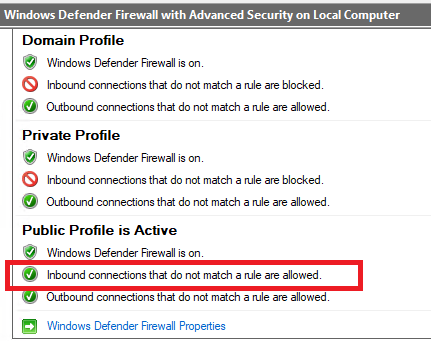 Windows Defender Firewall with Advanced Security on Local Computer
Domain Profile
Windows Defender Firewall is on.
Inbound connections that do not match a rule are blocked.
Outbound connections that do not match a rule are allowed.
Private Profile
Windows Defender Firewall is on.
Inbound connections that do not match a rule are blocked.
Outbound connections that do not match a rule are allowed.
Public Profile is Active
Windows Defender Firewall is on.
Inbound connections that do not match a rule are allowed.
Outbound connections that do not match a rule are allowed.
Windows Defender Firewall Properties